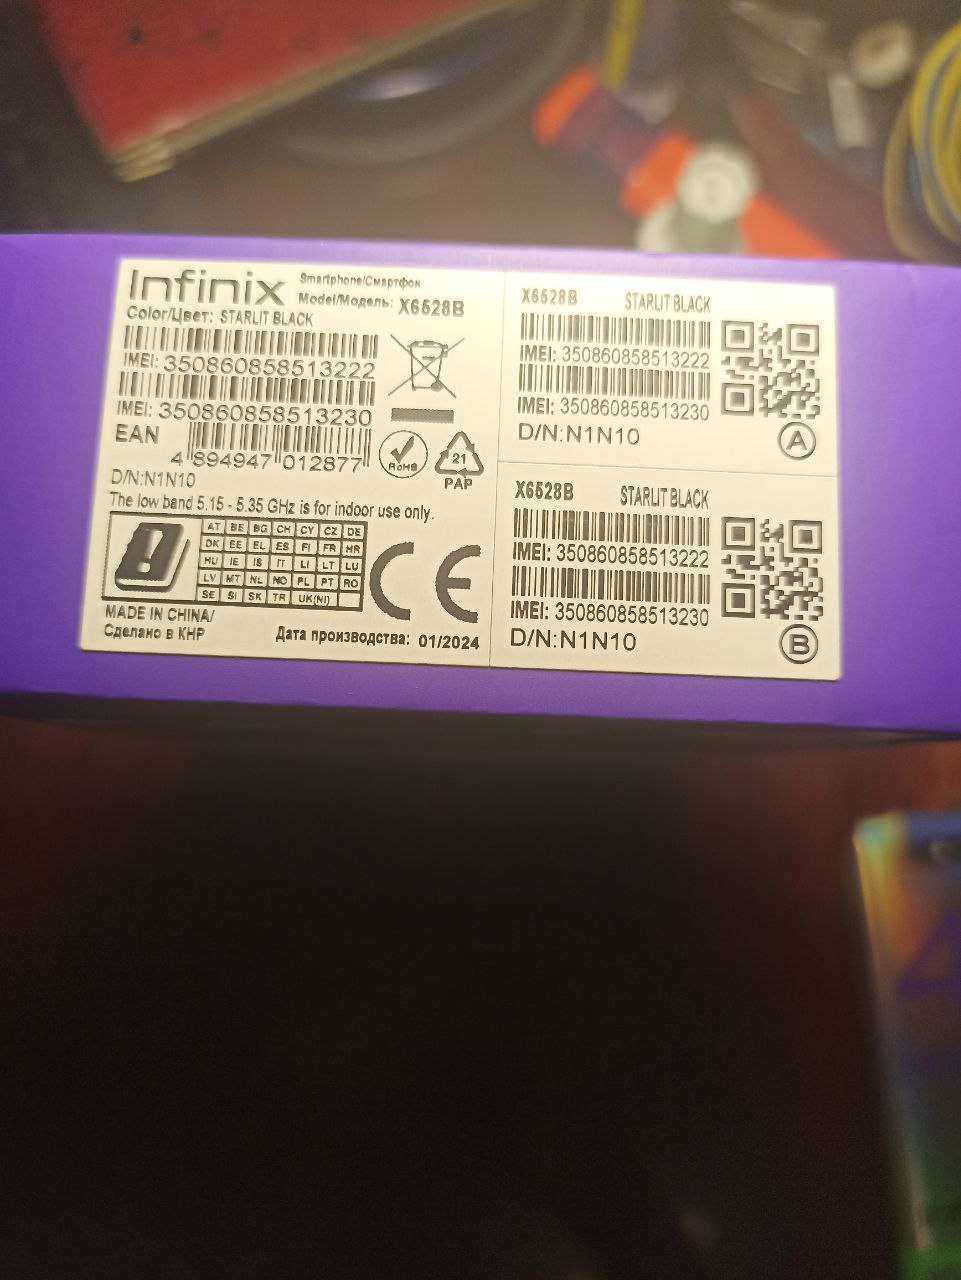 Infinix
Smartphone/Смартфон
Model/Модель: X6528B
Color/Цвет: STARLIT BLACK
IMEI: 350860858513222
IMEI: 350860858513230
EAN
4 894947 012877
RoHS
21
PAP
D/N:N1N10
The low band 5.15 - 5.35 GHz is for indoor use only.
AT BE BG CH CY CZ DE
DK EE EL ES FI FR HR
HU IE IS IT LI LT LU
LV MT NL NO PL PT RO
SE SI SK TR UK(NI)
CE
MADE IN CHINA/
Сделано в КНР
Дата производства: 01/2024
X6528B STARLIT BLACK
IMEI: 350860858513222
IMEI: 350860858513230
D/N:N1N10
A
X6528B STARLIT BLACK
IMEI: 350860858513222
IMEI: 350860858513230
D/N:N1N10
B